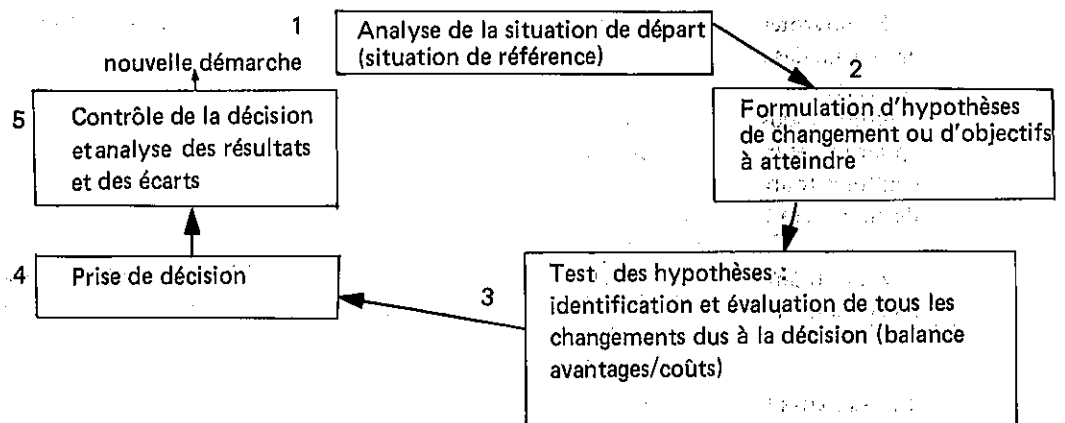 1
Analyse de la situation de départ
(situation de référence)
2
Formulation d'hypothèses
de changement ou d'objectifs
à atteindre
3
Test des hypothèses :
identification et évaluation de tous les
changements dus à la décision (balance
avantages/coûts)
4
Prise de décision
5
Contrôle de la décision
et analyse des résultats
et des écarts
nouvelle démarche